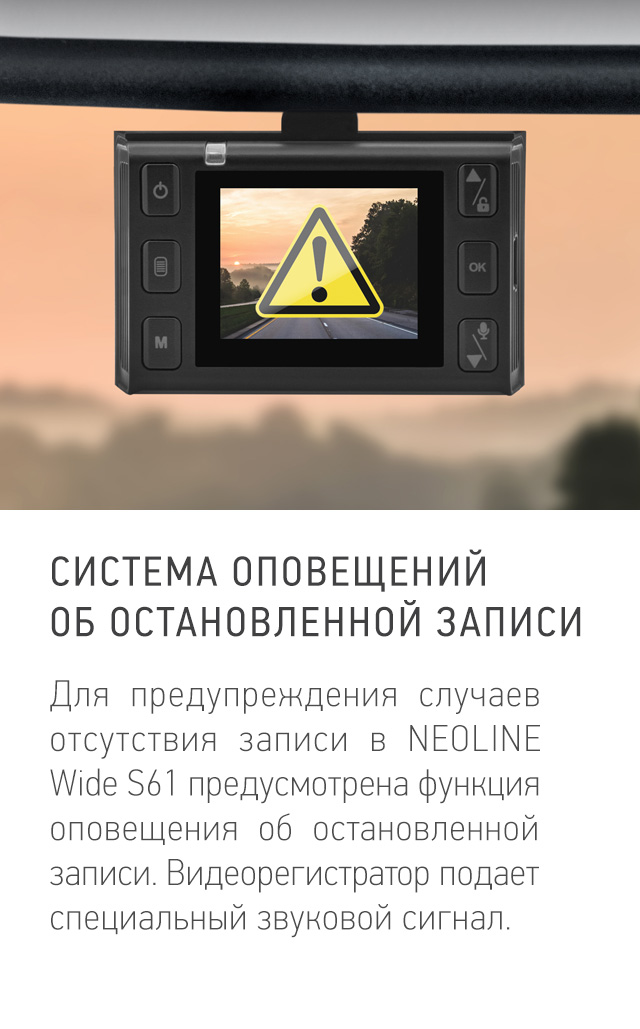 OK
M
СИСТЕМА ОПОВЕЩЕНИЙ
ОБ ОСТАНОВЛЕННОЙ ЗАПИСИ
Для предупреждения случаев
отсутствия записи в NEOLINE
Wide S61 предусмотрена функция
оповещения об остановленной
записи. Видеорегистратор подает
специальный звуковой сигнал.